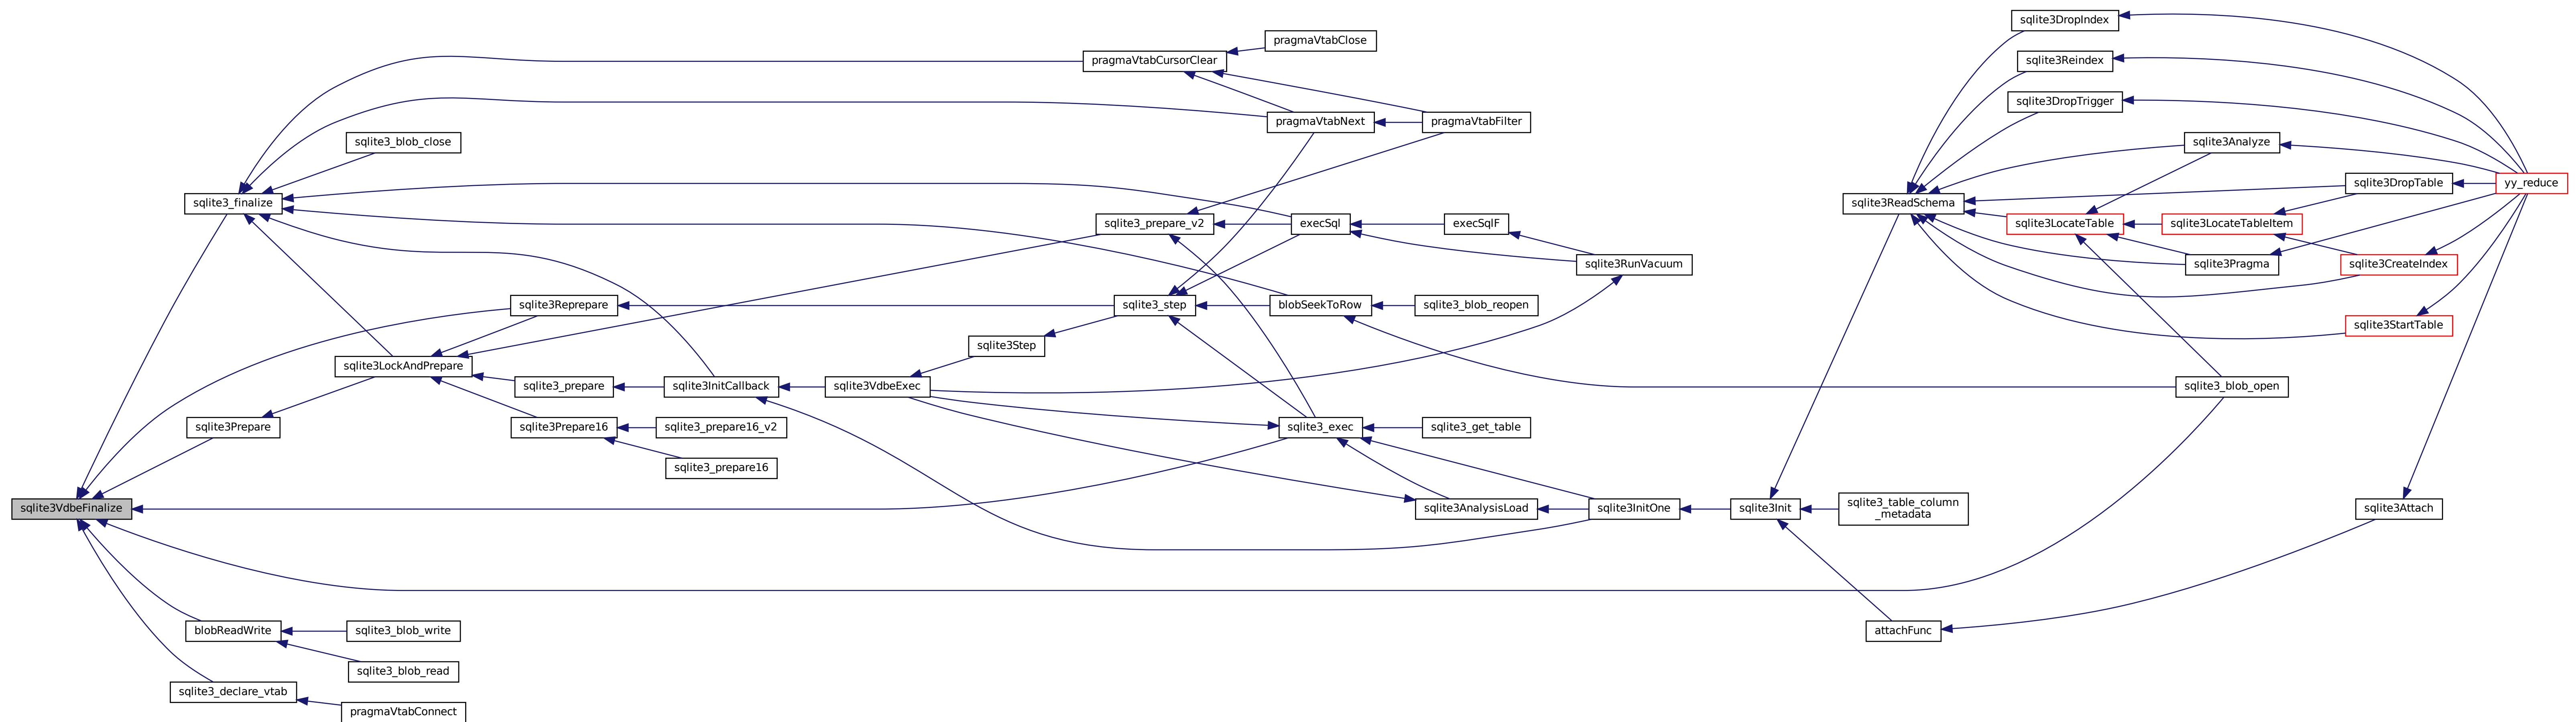 sqlite3DropIndex
pragmaVtabClose
pragmaVtabCursorClear
sqlite3Reindex
sqlite3DropTrigger
pragmaVtabNext
pragmaVtabFilter
sqlite3_blob_close
sqlite3Analyze
sqlite3DropTable
yy_reduce
sqlite3_finalize
sqlite3ReadSchema
sqlite3_prepare_v2
execSql
execSqlF
sqlite3LocateTable
sqlite3LocateTableItem
sqlite3RunVacuum
sqlite3Pragma
sqlite3CreateIndex
sqlite3Reprepare
sqlite3_step
blobSeekToRow
sqlite3_blob_reopen
sqlite3StartTable
sqlite3Step
sqlite3LockAndPrepare
sqlite3_prepare
sqlite3InitCallback
sqlite3VdbeExec
sqlite3_blob_open
sqlite3Prepare
sqlite3Prepare16
sqlite3_prepare16_v2
sqlite3_exec
sqlite3_get_table
sqlite3_prepare16
sqlite3VdbeFinalize
sqlite3AnalysisLoad
sqlite3InitOne
sqlite3Init
sqlite3_table_column
_metadata
sqlite3Attach
blobReadWrite
sqlite3_blob_write
attachFunc
sqlite3_blob_read
sqlite3_declare_vtab
pragmaVtabConnect